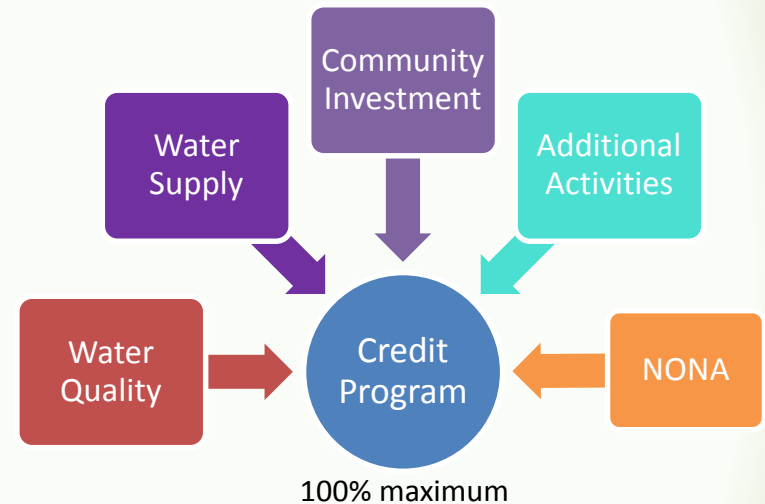 Community
Investment
Water
Supply
Additional
Activities
Water
Quality
Credit
Program
NONA
100% maximum